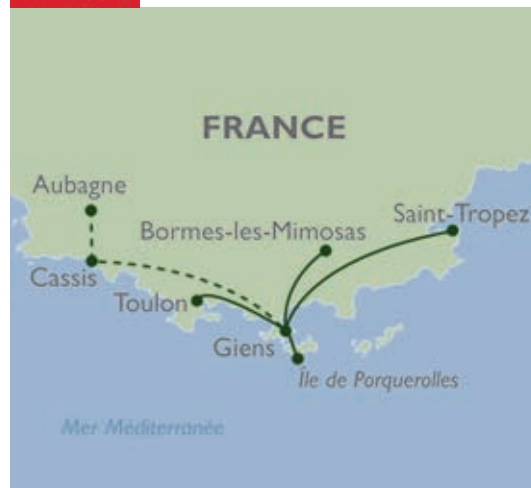 FRANCE
Aubagne
Saint-Tropez
Bormes-les-Mimosas
Cassis
Toulon
Giens
Île de Porquerolles
Mer Méditerranée